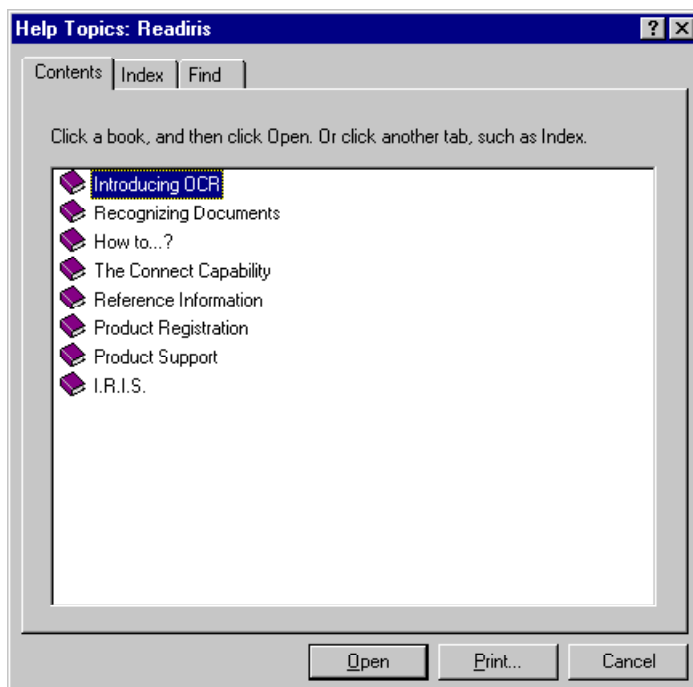 Help Topics: Readiris
Contents Index Find
Click a book, and then click Open. Or click another tab, such as Index.
Introducing OCR
Recognizing Documents
How to...?
The Connect Capability
Reference Information
Product Registration
Product Support
I.R.I.S.
Open Print... Cancel